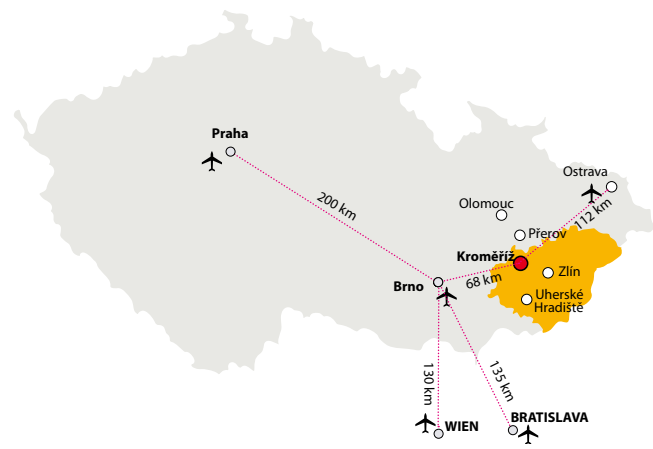 Praha
200 km
Ostrava
112 km
Olomouc
Přerov
Kroměříž
Zlín
68 km
Brno
Uherské
Hradiště
130 km
135 km
WIEN
BRATISLAVA